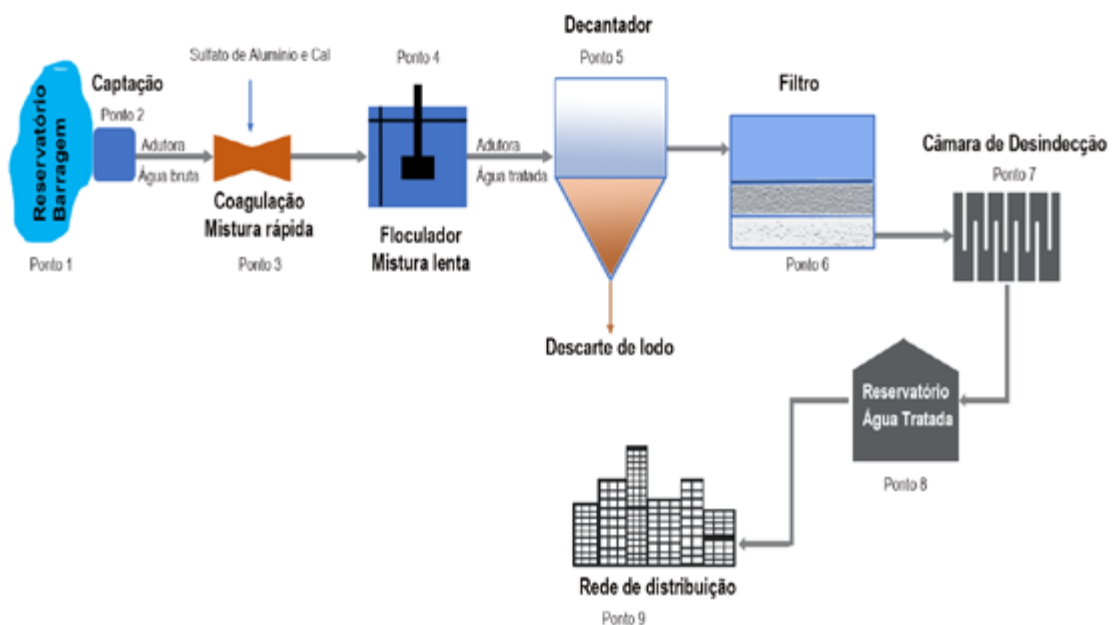 Reservatório
Barragem
Ponto 1
Captação
Ponto 2
Adutora
Água bruta
Sulfato de Alumínio e Cal
Coagulação
Mistura rápida
Ponto 3
Ponto 4
Floculador
Mistura lenta
Adutora
Água tratada
Decantador
Ponto 5
Descarte de lodo
Filtro
Ponto 6
Câmara de Desindecção
Ponto 7
Reservatório
Água Tratada
Ponto 8
Rede de distribuição
Ponto 9